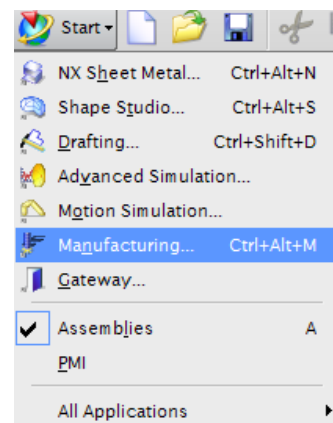 Start
NX Sheet Metal... Ctrl+Alt+N
Shape Studio... Ctrl+Alt+S
Drafting... Ctrl+Shift+D
Advanced Simulation...
Motion Simulation...
Manufacturing... Ctrl+Alt+M
Gateway...
Assemblies A
PMI
All Applications